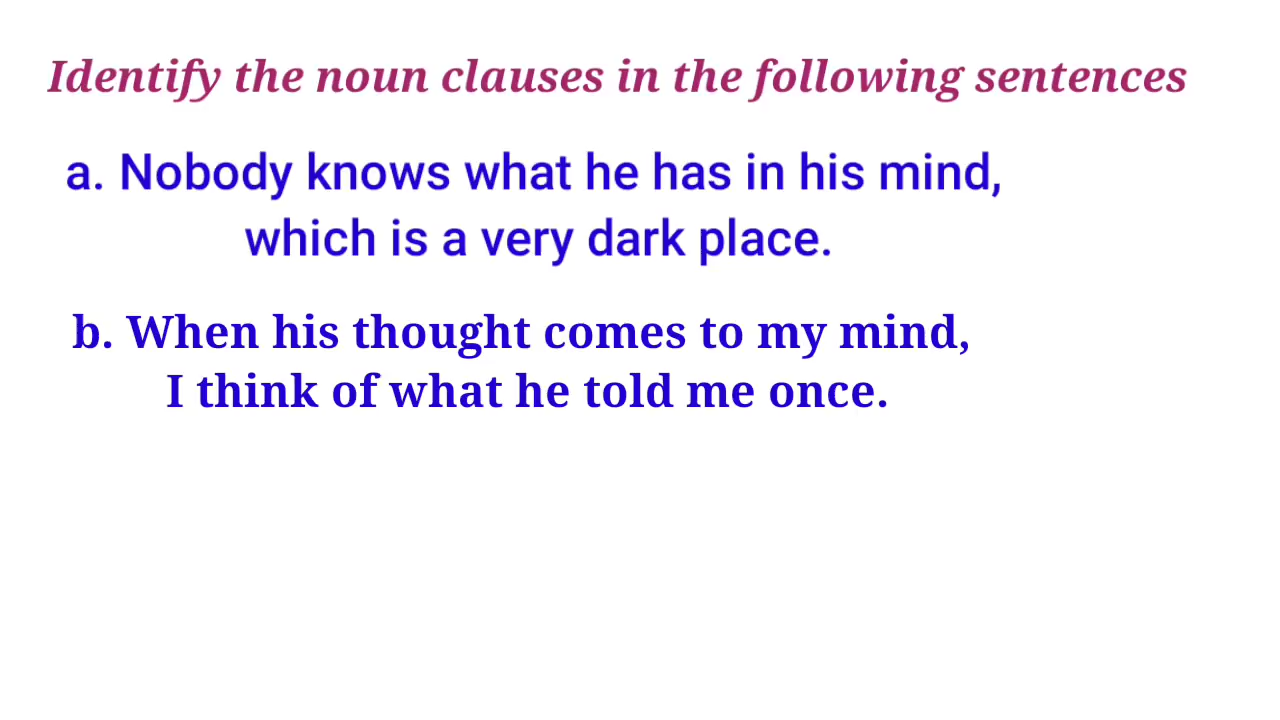 Identify the noun clauses in the following sentences
a. Nobody knows what he has in his mind,
which is a very dark place.
b. When his thought comes to my mind,
I think of what he told me once.